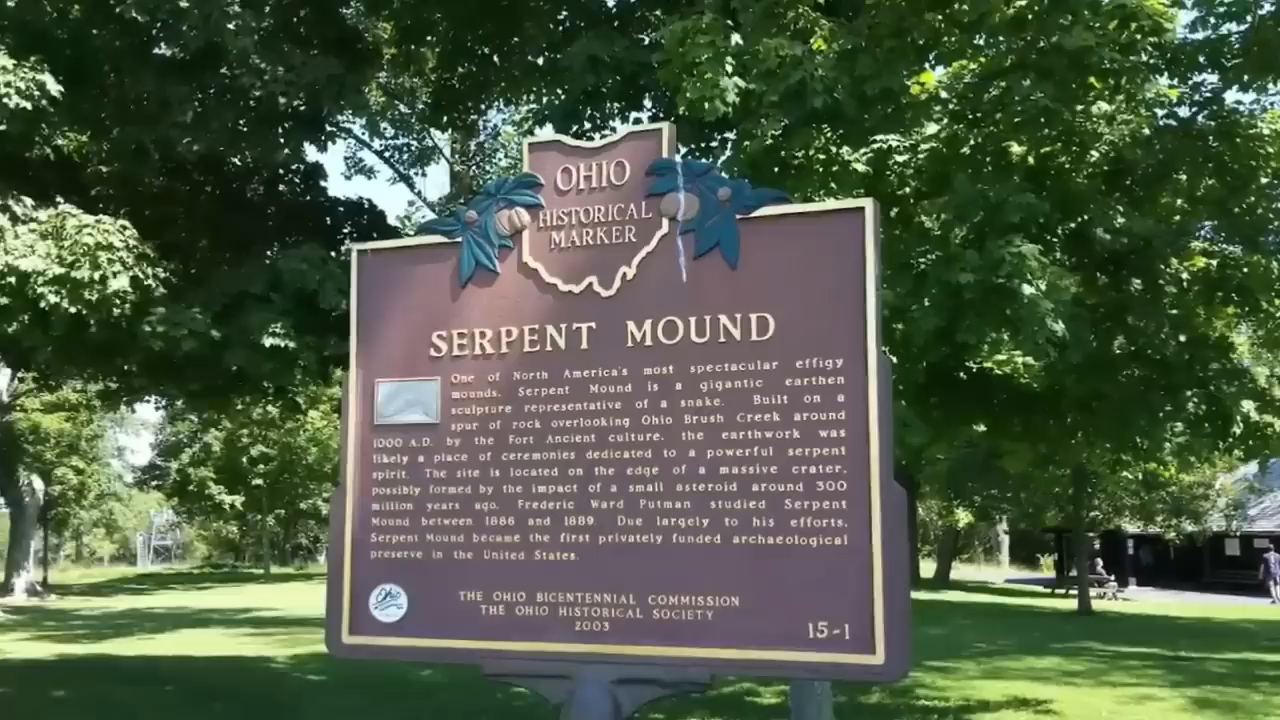 OHIO
HISTORICAL
MARKER
SERPENT MOUND
One of North America's most spectacular effigy
mounds, Serpent Mound is a gigantic earthen
sculpture representative of a snake. Built on a
spur of rock overlooking Ohio Brush Creek around
1000 A.D. by the Fort Ancient culture, the earthwork was
likely a place of ceremonies dedicated to a powerful serpent
spirit. The site is located on the edge of a massive crater,
possibly formed by the impact of a small asteroid around 300
million years ago. Frederic Ward Putman studied Serpent
Mound between 1886 and 1889. Due largely to his efforts,
Serpent Mound became the first privately funded archaeological
preserve in the United States.
Ohio
THE OHIO BICENTENNIAL COMMISSION
THE OHIO HISTORICAL SOCIETY
2003
15-1